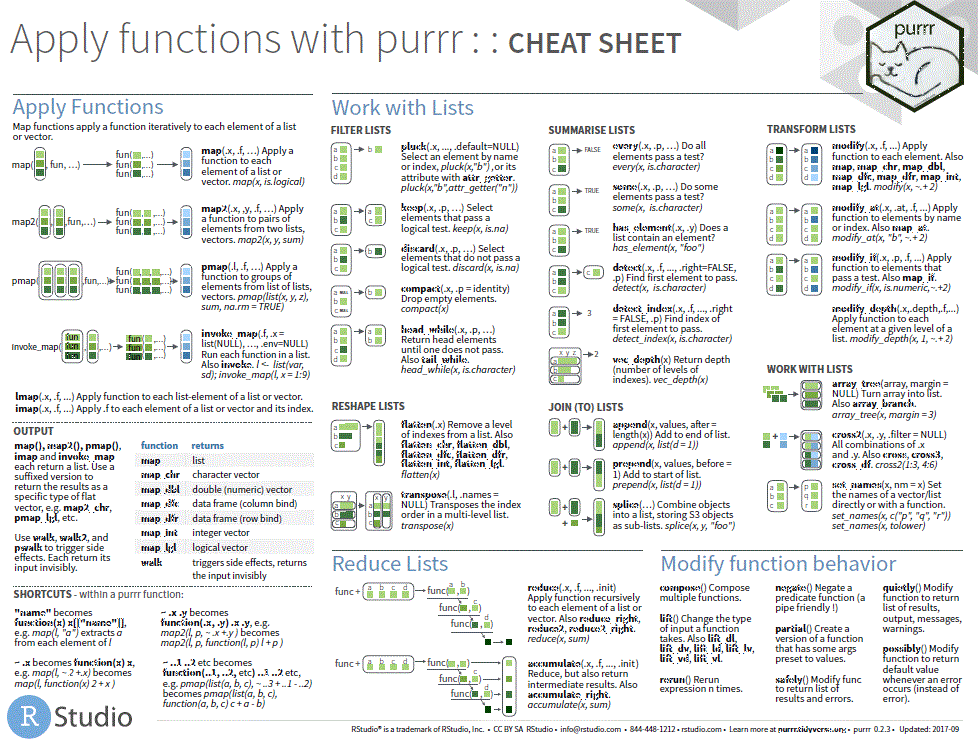 Apply functions with purrr : : CHEAT SHEET
purrr
Apply Functions
Map functions apply a function iteratively to each element of a list
or vector.
map( , fun, …)
fun( ,…)
fun( ,…)
fun( ,…)
map(.x, .f, …) Apply a
function to each
element of a list or
vector. map(x, is.logical)
map2( , ,fun,…)
fun( , ,…)
fun( , ,…)
fun( , ,…)
map2(.x, ,y, .f, …) Apply
a function to pairs of
elements from two lists,
vectors. map2(x, y, sum)
pmap( ,fun,…)
fun( , , ,…)
fun( , , ,…)
fun( , , ,…)
pmap(.l, .f, …) Apply a
function to groups of
elements from list of lists,
vectors. pmap(list(x, y, z),
sum, na.rm = TRUE)
invoke_map( fun fun fun , ,…)
fun
fun
fun
invoke_map(.f, .x =
list(NULL), …, .env=NULL)
Run each function in a list.
Also invoke. l <- list(var,
sd); invoke_map(l, x = 1:9)
lmap(.x, .f, ...) Apply function to each list-element of a list or vector.
imap(.x, .f, ...) Apply .f to each element of a list or vector and its index.
OUTPUT
map(), map2(), pmap(),
imap and invoke_map
each return a list. Use a
suffixed version to
return the results as a
specific type of flat
vector, e.g. map2_chr,
pmap_lgl, etc.
Use walk, walk2, and
pwalk to trigger side
effects. Each return its
input invisibly.
function returns
map list
map_chr character vector
map_dbl double (numeric) vector
map_dfc data frame (column bind)
map_dfr data frame (row bind)
map_int integer vector
map_lgl logical vector
walk triggers side effects, returns
the input invisibly
SHORTCUTS - within a purrr function:
"name" becomes
function(x) x[["name"]],
e.g. map(l, "a") extracts a
from each element of l
~ .x becomes function(x) x,
e.g. map(l, ~ 2 +.x) becomes
map(l, function(x) 2 + x )
~ .x .y becomes
function(.x, .y) .x .y, e.g.
map2(l, p, ~ .x +.y ) becomes
map2(l, p, function(l, p) l + p )
~ ..1 ..2 etc becomes
function(..1, ..2, etc) ..1 ..2 etc,
e.g. pmap(list(a, b, c), ~ ..3 + ..1 - ..2)
becomes pmap(list(a, b, c),
function(a, b, c) c + a - b)
Work with Lists
FILTER LISTS
a b c d
b
pluck(.x, ..., .default=NULL)
Select an element by name
or index, pluck(x,"b") ,or its
attribute with attr_getter.
pluck(x,"b",attr_getter("n"))
a b c d
a c
keep(.x, .p, …) Select
elements that pass a
logical test. keep(x, is.na)
a b c d
b
discard(.x, .p, …) Select
elements that do not pass a
logical test. discard(x, is.na)
a NULL
b
c NULL
b
compact(.x, .p = identity)
Drop empty elements.
compact(x)
a b c d
a b
head_while(.x, .p, …)
Return head elements
until one does not pass.
Also tail_while.
head_while(x, is.character)
RESHAPE LISTS
a b c
flatten(.x) Remove a level
of indexes from a list. Also
flatten_chr, flatten_dbl,
flatten_dfc, flatten_dfr,
flatten_int, flatten_lgl.
flatten(x)
x y
a b c
x y
a b c
transpose(.l, .names =
NULL) Transposes the index
order in a multi-level list.
transpose(x)
SUMMARISE LISTS
a b c d
FALSE
every(.x, .p, …) Do all
elements pass a test?
every(x, is.character)
a b c d
TRUE
some(.x, .p, …) Do some
elements pass a test?
some(x, is.character)
a b c d
TRUE
has_element(.x, .y) Does a
list contain an element?
has_element(x, "foo")
a b c d
c
detect(.x, .f, ..., .right=FALSE,
.p) Find first element to pass.
detect(x, is.character)
a b c d
3
detect_index(.x, .f, ..., .right
= FALSE, .p) Find index of
first element to pass.
detect_index(x, is.character)
x y z
a b c
2
vec_depth(x) Return depth
(number of levels of
indexes). vec_depth(x)
JOIN (TO) LISTS
+
append(x, values, after =
length(x)) Add to end of list.
append(x, list(d = 1))
+
prepend(x, values, before =
1) Add to start of list.
prepend(x, list(d = 1))
+
+
splice(…) Combine objects
into a list, storing S3 objects
as sub-lists. splice(x, y, "foo")
TRANSFORM LISTS
a b c d
a b c d
modify(.x, .f, ...) Apply
function to each element. Also
map, map_chr, map_dbl,
map_dfc, map_dfr, map_int,
map_lgl. modify(x, ~.+ 2)
a b c d
a b c d
modify_at(.x, .at, .f, ...) Apply
function to elements by name
or index. Also map_at.
modify_at(x, "b", ~.+ 2)
a b c d
a b c d
modify_if(.x, .p, .f, ...) Apply
function to elements that
pass a test. Also map_if.
modify_if(x, is.numeric,~.+2)
modify_depth(.x,.depth,.f,...)
Apply function to each
element at a given level of a
list. modify_depth(x, 1, ~.+ 2)
WORK WITH LISTS
array_tree(array, margin =
NULL) Turn array into list.
Also array_branch.
array_tree(x, margin = 3)
+
cross2(.x, .y, .filter = NULL)
All combinations of .x
and .y. Also cross, cross3,
cross_df. cross2(1:3, 4:6)
a b c d
p q r
set_names(x, nm = x) Set
the names of a vector/list
directly or with a function.
set_names(x, c("p", "q", "r"))
set_names(x, tolower)
Reduce Lists
func + a b c d
func( , )
func( , )
func( , )
reduce(.x, .f, ..., .init)
Apply function recursively
to each element of a list or
vector. Also reduce_right,
reduce2, reduce2_right.
reduce(x, sum)
func + a b c d
func( , )
func( , )
func( , )
accumulate(.x, .f, ..., .init)
Reduce, but also return
intermediate results. Also
accumulate_right.
accumulate(x, sum)
Modify function behavior
compose() Compose
multiple functions.
lift() Change the type
of input a function
takes. Also lift_dl,
lift_dv, lift_ld, lift_lv,
lift_vd, lift_vl.
rerun() Rerun
expression n times.
negate() Negate a
predicate function (a
pipe friendly !)
partial() Create a
version of a function
that has some args
preset to values.
safely() Modify func
to return list of
results and errors.
quietly() Modify
function to return
list of results,
output, messages,
warnings.
possibly() Modify
function to return
default value
whenever an error
occurs (instead of
error).
R Studio
RStudio® is a trademark of RStudio, Inc. • CC BY SA RStudio • info@rstudio.com • 844-448-1212 • rstudio.com • Learn more at purrr.tidyverse.org • purrr 0.2.3 • Updated: 2017-09